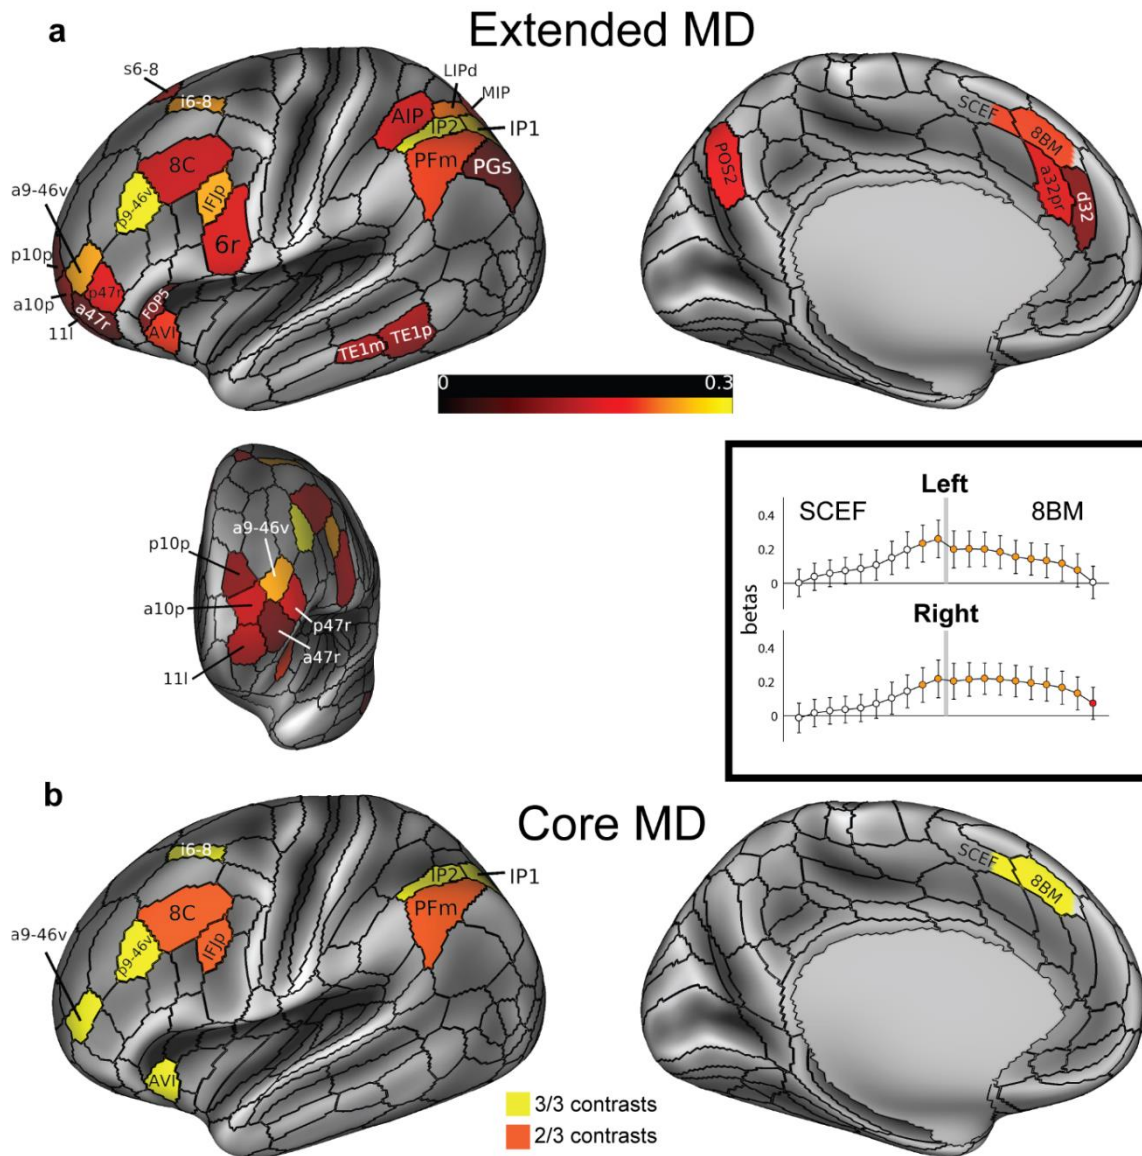 a
Extended MD
s6-8
i6-8
LIPd
MIP
AIP
IP2
IP1
8C
PFm
PGs
a9-46v
p9-46v
IFJp
6r
p10p
p47r
a10p
a47r
11l
FOP5
AVI
TE1m
TE1p
SCEF
8BM
POS2
a32pr
d32
0
0.3
a9-46v
p10p
a10p
p47r
a47r
11l
Left
SCEF
8BM
0.4
0.2
0
betas
Right
0.4
0.2
0
b
Core MD
i6-8
IP2
IP1
8C
PFm
a9-46v
p9-46v
IFJp
AVI
SCEF
8BM
3/3 contrasts
2/3 contrasts